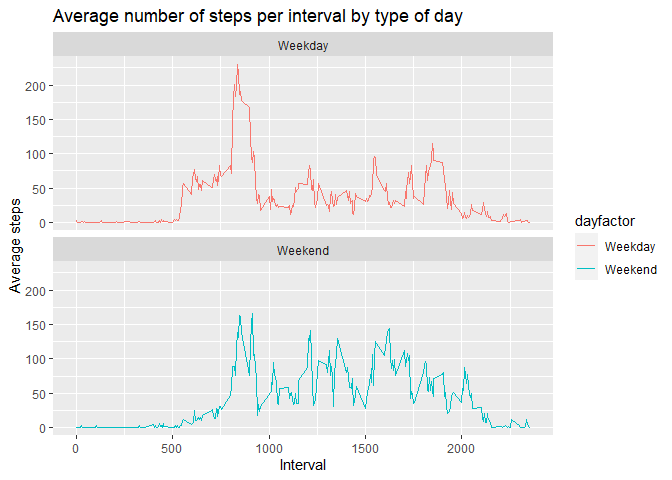 Average number of steps per interval by type of day
Weekday
200
150
100
50
0
Weekend
200
150
100
50
0
0 500 1000 1500 2000
Interval
Average steps
dayfactor
Weekday
Weekend